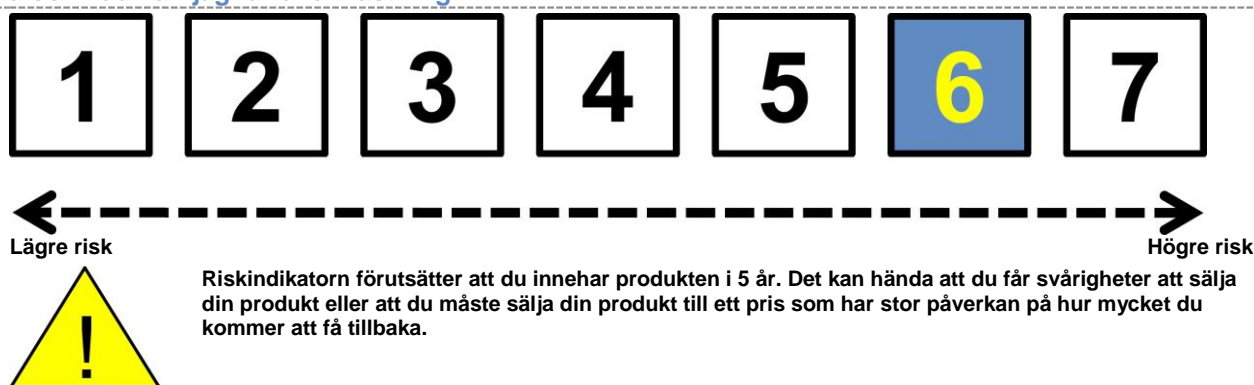 1 2 3 4 5 6 7
Lägre risk Högre risk
Riskindikatorn förutsätter att du innehar produkten i 5 år. Det kan hända att du får svårigheter att sälja
din produkt eller att du måste sälja din produkt till ett pris som har stor påverkan på hur mycket du
kommer att få tillbaka.
!